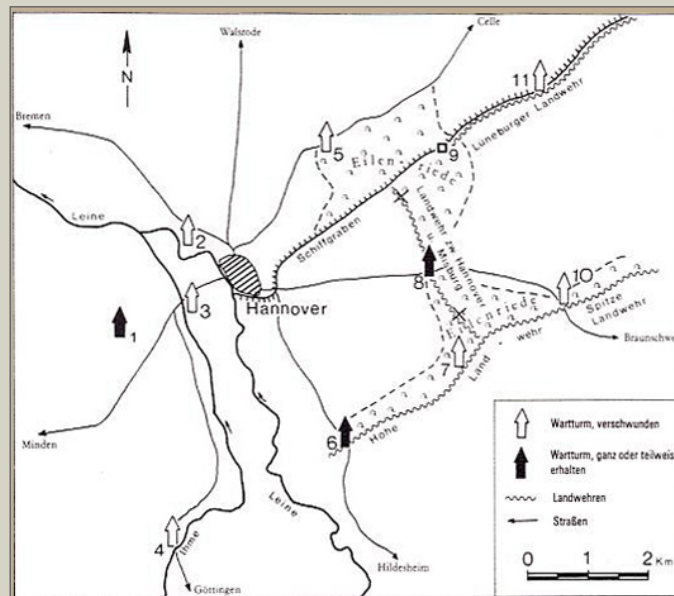 Celle
Walsrode
N
11
Bremen
Lüneburger Landwehr
5
Eilen-
riede
9
Leine
Schiffgraben
2
Landwehr zw. Hannover
u. Misburg
10
8
3
Hannover
Eilenriede
Spitze
Landwehr
1
wehr
Braunschwe
7
Land
Minden
6
Hohe
Wartturm, verschwunden
Wartturm, ganz oder teilweis
erhalten
Leine
Landwehren
4
Ihme
Straßen
Göttingen
Hildesheim
0 1 2 Km